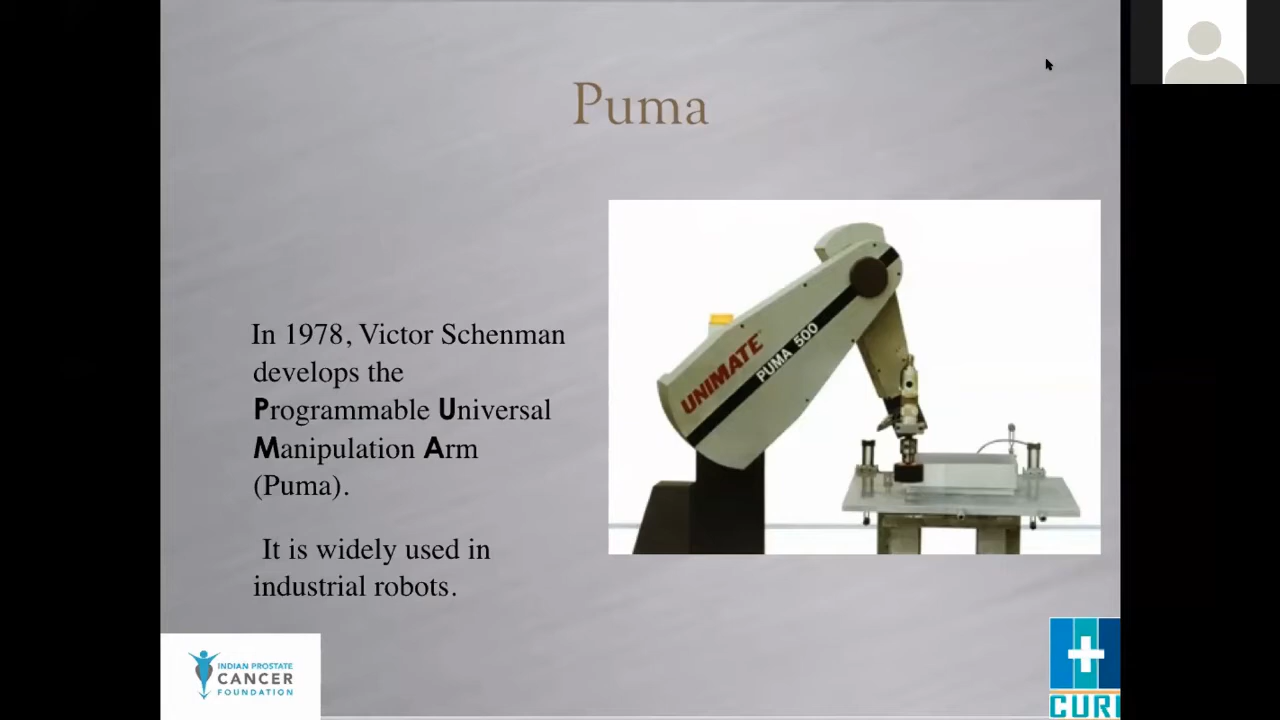 Puma
In 1978, Victor Schenman
develops the
Programmable Universal
Manipulation Arm
(Puma).
It is widely used in
industrial robots.
UNIMATE
PUMA 500
INDIAN PROSTATE
CANCER
FOUNDATION
CURI